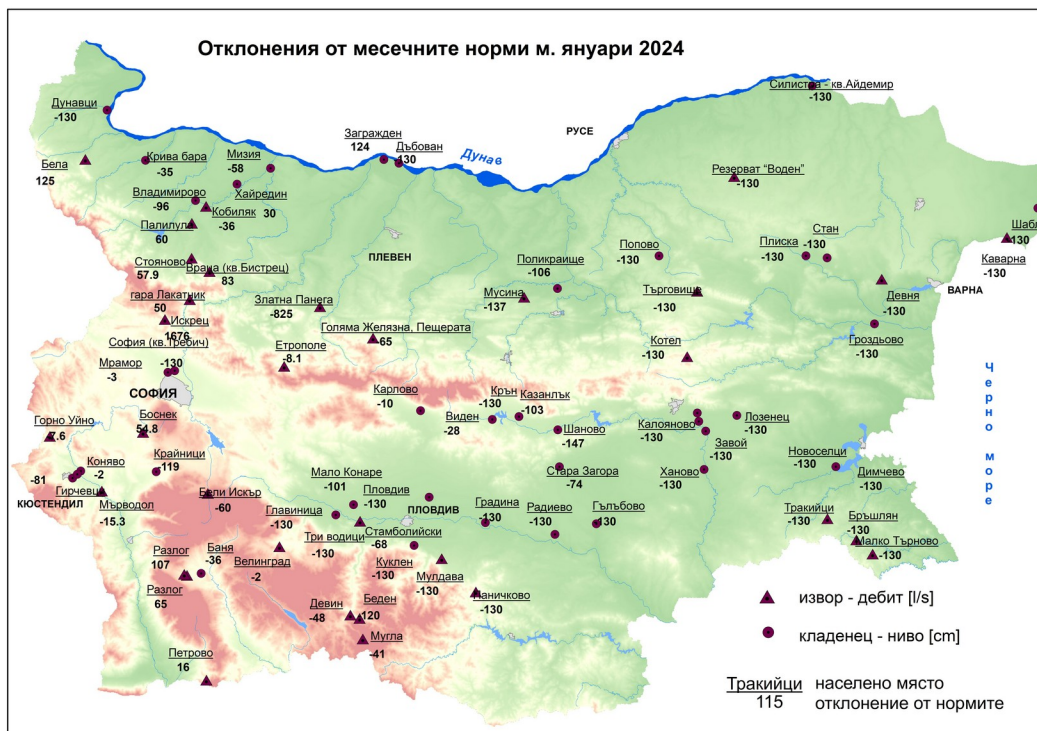 Отклонения от месечните норми м. януари 2024
Силистра - кв.Айдемир
-130
Дунавци
-130
Загражден
124
Дъбован
-130
РУСЕ
Дунав
Бела
125
Крива бара
-35
Мизия
-58
Хайредин
30
Владимирово
-96
Кобиляк
-36
Палилула
60
Резерват "Воден"
-130
Стояново
57.9
Враца (кв.Бистрец)
83
ПЛЕВЕН
Поликраище
-106
Попово
-130
Плиска
-130
Стан
-130
130
Каварна
-130
гара Лакатник
50
Искрец
1676
Златна Панега
-825
Мусина
-137
Търговище
-130
Девня
-130
ВАРНА
София (кв.Требич)
-130
Мрамор
-3
Етрополе
-8.1
Голяма Желязна, Пещерата
-65
Котел
-130
Гроздьово
-130
СОФИЯ
Карлово
-10
Крън
-130
Казанлък
-103
Виден
-28
Шаново
-147
Калояново
-130
Лозенец
-130
Завой
-130
Черно море
Горно Уйно
7.6
Боснек
54.8
Крайници
-119
Коняво
-2
-81
Гирчевци
КЮСТЕНДИЛ
Мърводол
-15.3
Бели Искър
-60
Мало Конаре
-101
Пловдив
-130
Стара Загора
-74
Ханово
-130
Новоселци
-130
Димчево
-130
Главиница
-130
ПЛОВДИВ
Градина
-130
Радиево
-130
Гълъбово
-130
Тракийци
-130
Бръшлян
-130
Малко Търново
-130
Три водици
-130
Стамболийски
-68
Куклен
-130
Мулдава
-130
-130
Разлог
107
Баня
-36
Велинград
-2
Разлог
65
Девин
-48
Беден
120
Мугла
-41
Петрово
16
извор - дебит [l/s]
кладенец - ниво [cm]
Тракийци
115
населено място
отклонение от нормите